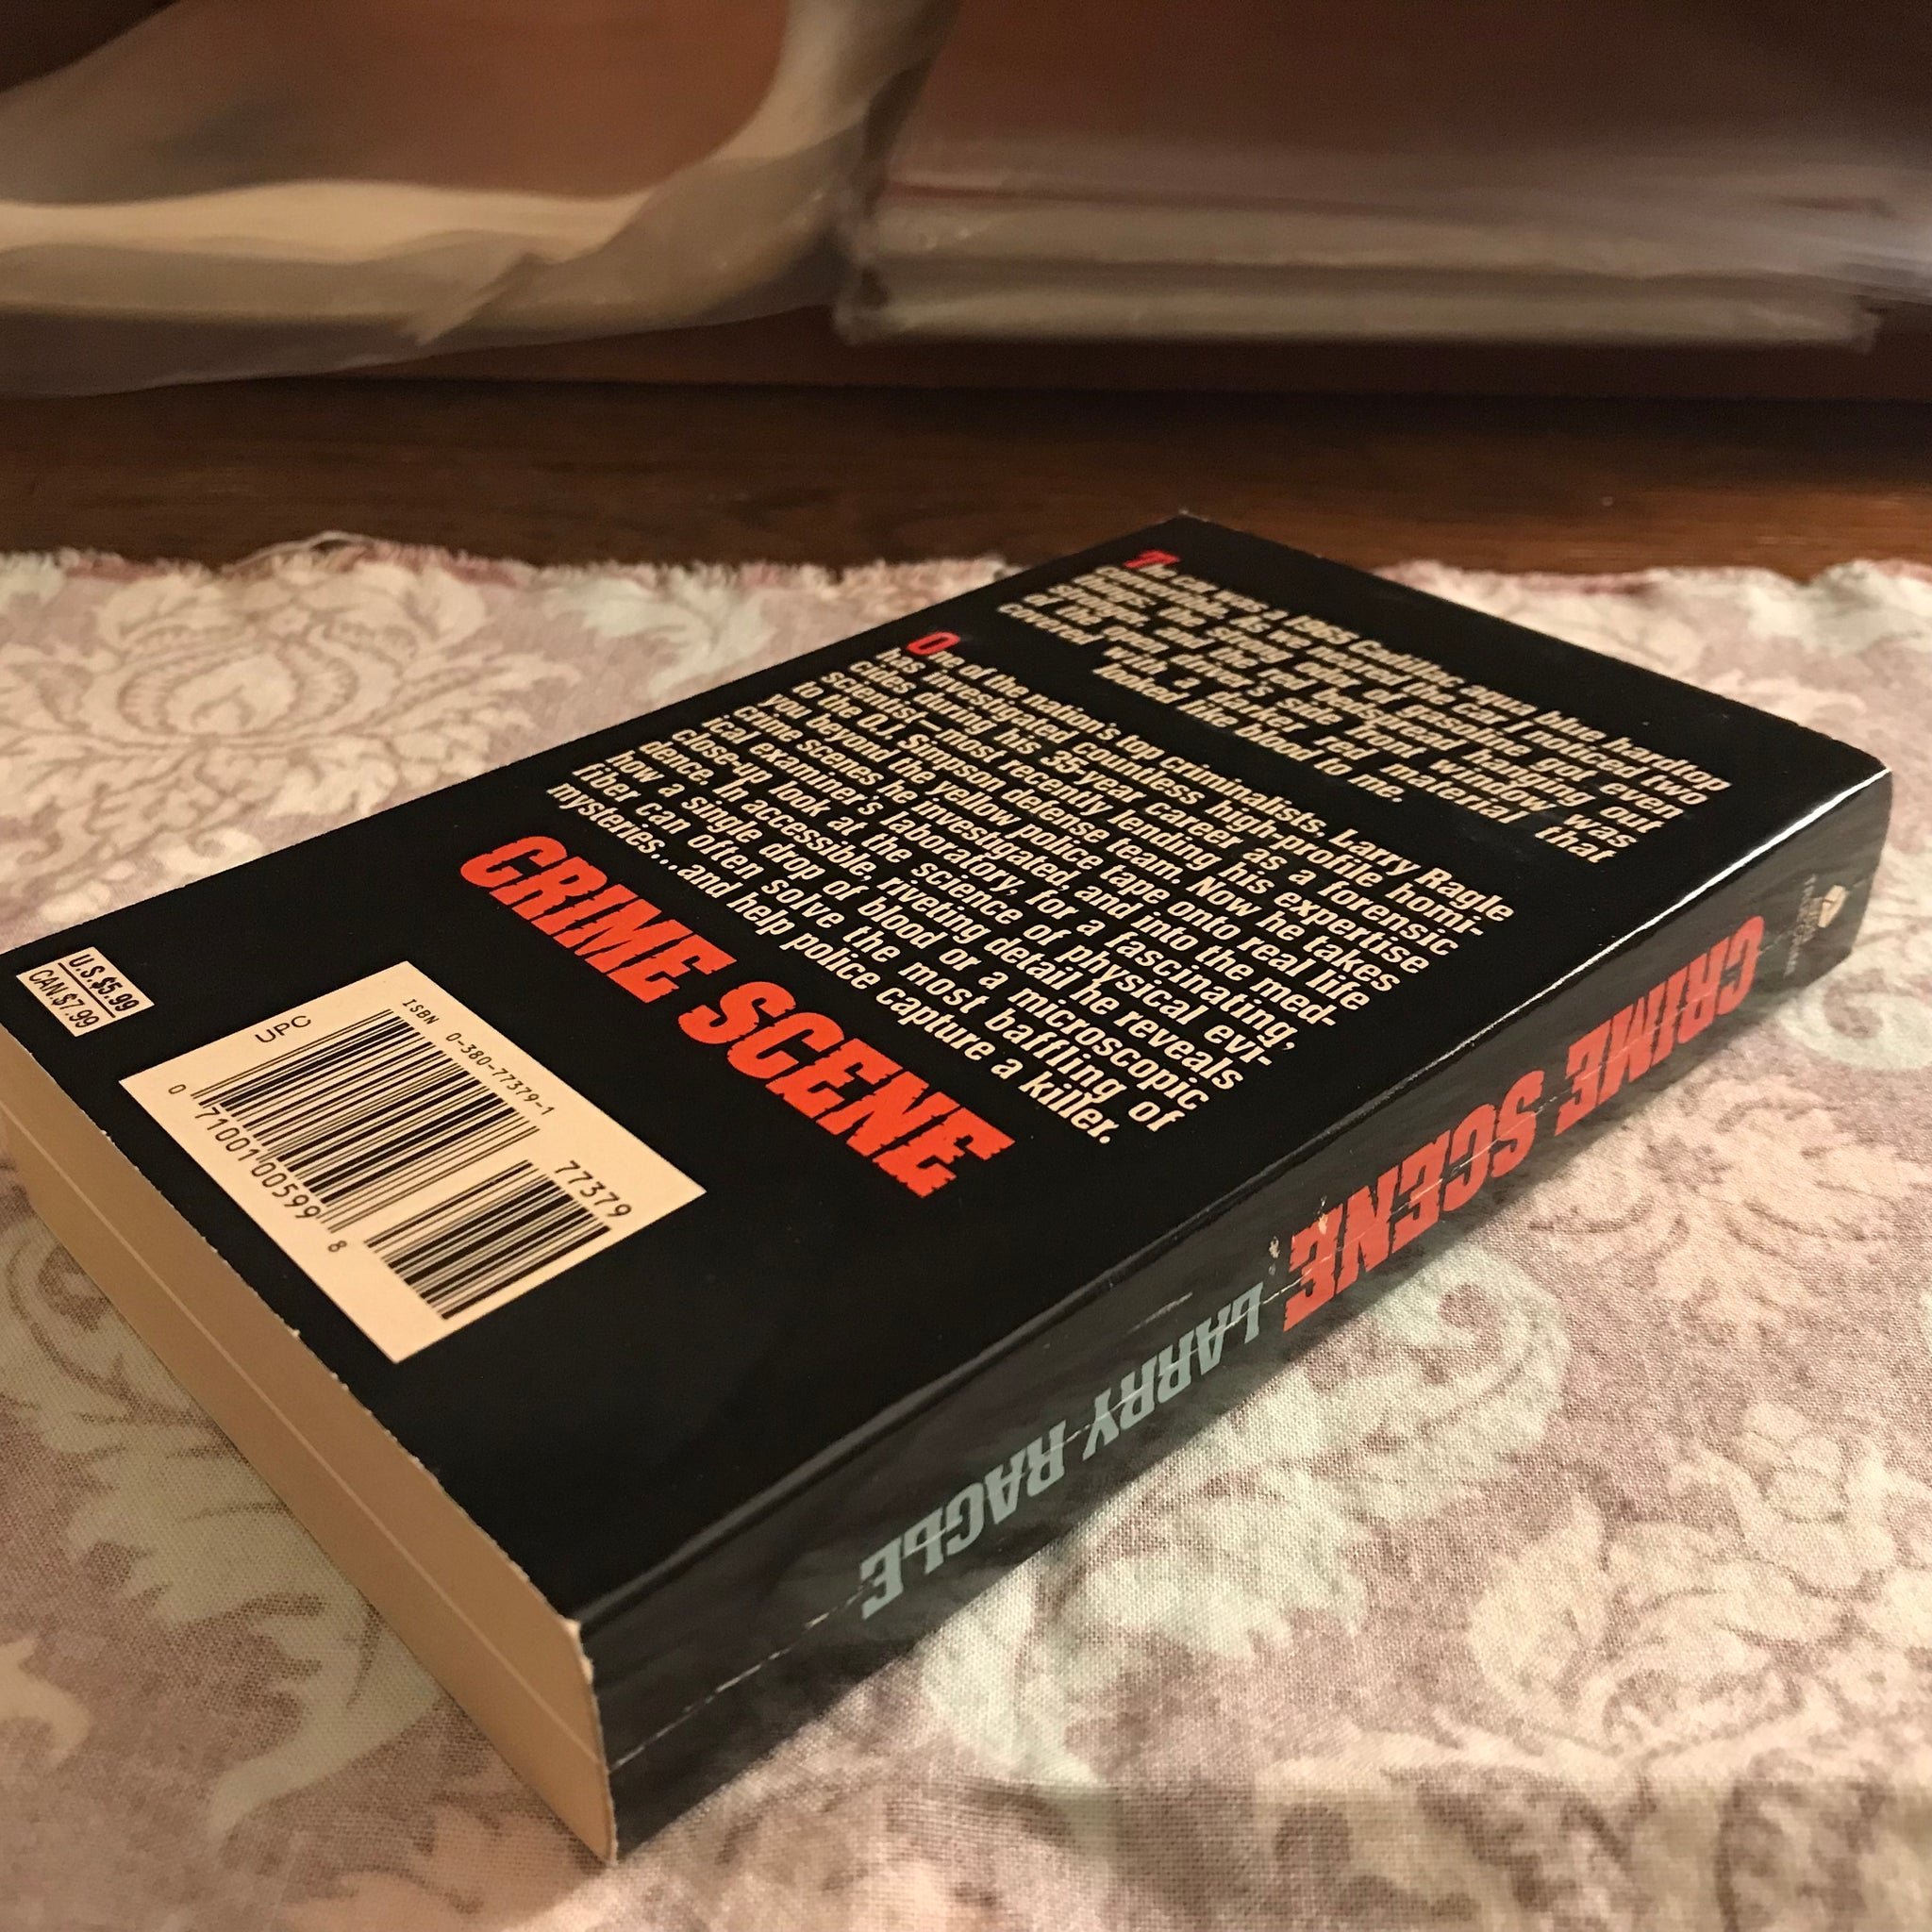 The car was a 1963 Cadillac aqua blue hardtop
convertible. As we neared the car I noticed two
things: the strong odor of gasoline got even
stronger, and the red bedspread hanging out
of the open driver's side front window was
covered with a darker red material that
looked like blood to me.
One of the nation's top criminalists, Larry Ragle
has investigated countless high-profile homi-
cides during his 35-year career as a forensic
scientist—most recently lending his expertise
to the O.J. Simpson defense team. Now he takes
you beyond the yellow police tape onto real life
crime scenes he investigated, and into the med-
ical examiner's laboratory, for a fascinating,
close-up look at the science of physical evi-
dence. In accessible, riveting detail he reveals
how a single drop of blood or a microscopic
fiber can often solve the most baffling of
mysteries...and help police capture a killer.
CRIME SCENE
U.S.$5.99
CAN.$7.99
UPC
ISBN 0-380-77379-1
77379
0 71001 00599 8
CRIME SCENE LARRY RAGLE